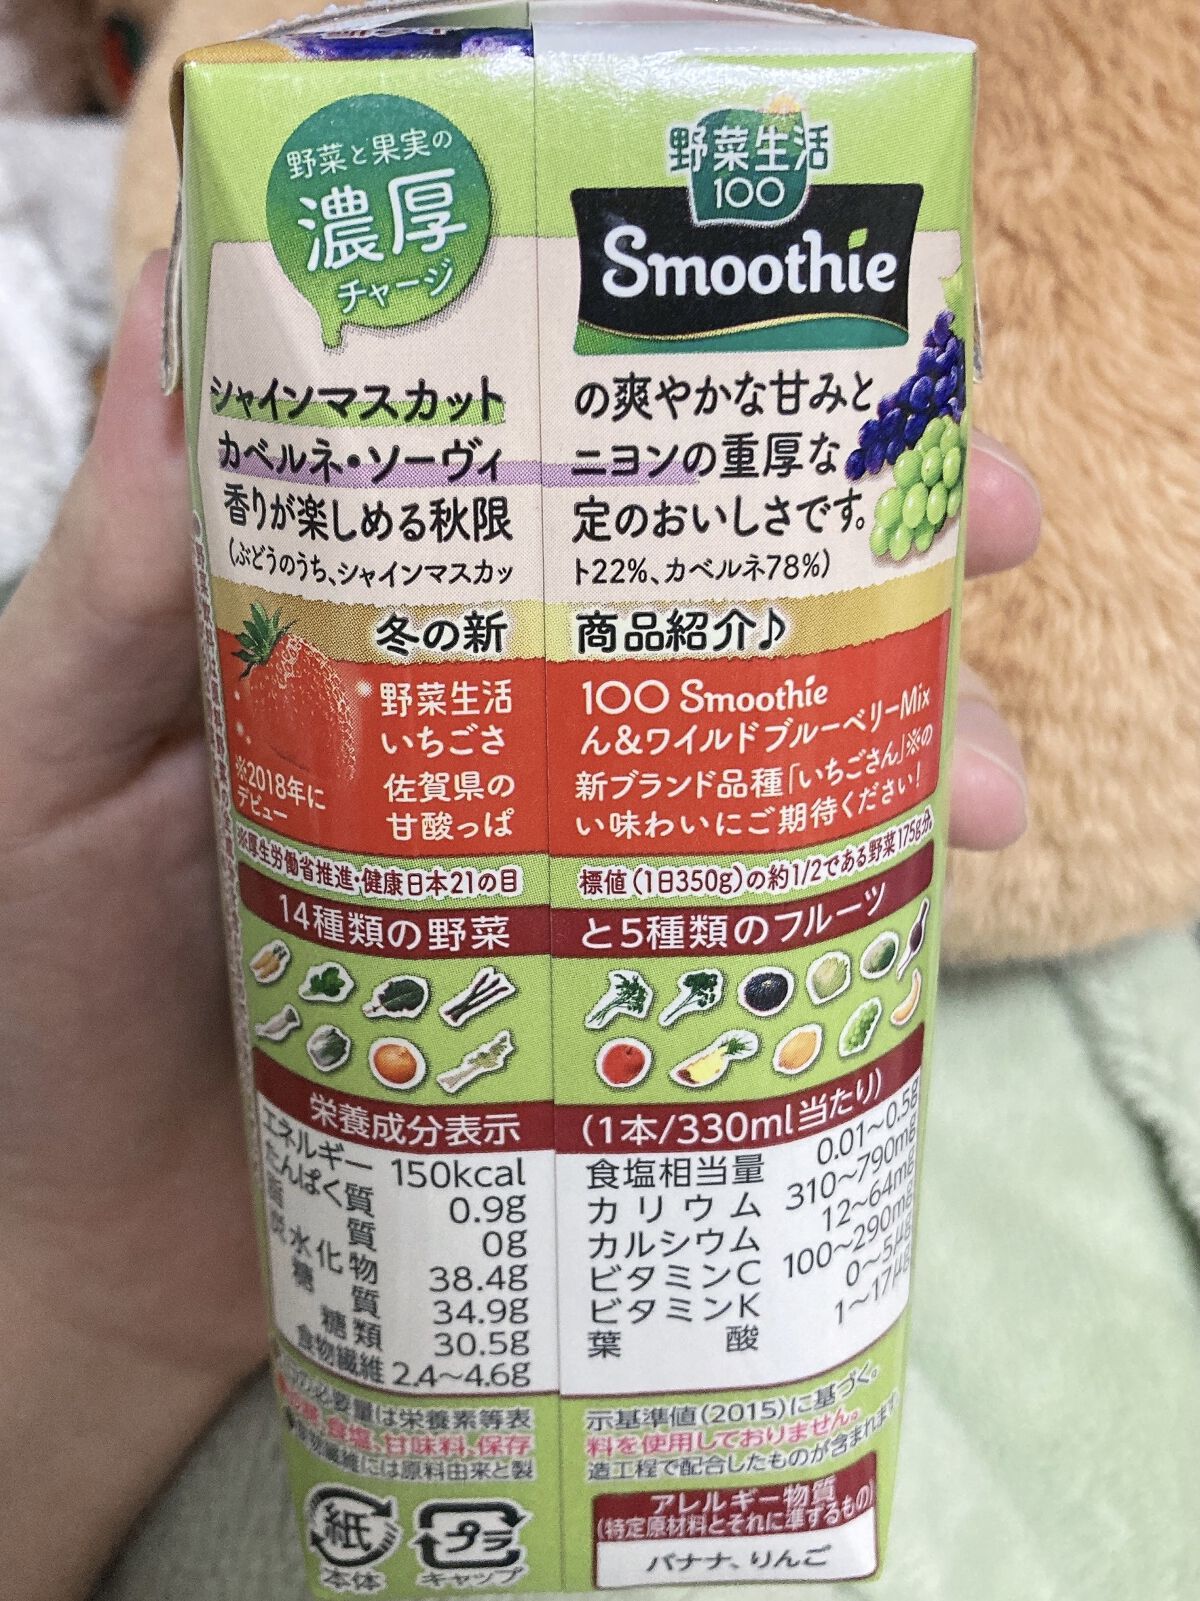 野菜と果実の
濃厚
チャージ
野菜生活
100
Smoothie
シャインマスカットの爽やかな甘みと
カベルネ・ソーヴィニヨンの重厚な
香りが楽しめる秋限定のおいしさです。
(ぶどうのうち、シャインマスカット22%、カベルネ78%)
冬の新商品紹介♪
野菜生活100 Smoothie
いちごさん&ワイルドブルーベリーMix
佐賀県の新ブランド品種「いちごさん」※の
甘酸っぱい味わいにご期待ください!
※2018年に
デビュー
※厚生労働省推進・健康日本21の目標値(1日350g)の約1/2である野菜175g分
14種類の野菜と5種類のフルーツ
栄養成分表示(1本/330ml当たり)
エネルギー 150kcal
たんぱく質 0.9g
脂質 0g
炭水化物 38.4g
糖質 34.9g
糖類 30.5g
食物繊維 2.4〜4.6g
食塩相当量 0.01〜0.5g
カリウム 310〜790mg
カルシウム 12〜64mg
ビタミンC 100〜290mg
ビタミンK 0〜5μg
葉酸 1〜17μg
の必要量は栄養素等表示基準値(2015)に基づく。
食塩、甘味料、保存料を使用しておりません。
食物繊維には原料由来と製造工程で配合したものが含まれます
紙
本体
プラ
キャップ
アレルギー物質
(特定原材料とそれに準ずるもの)
バナナ、りんご